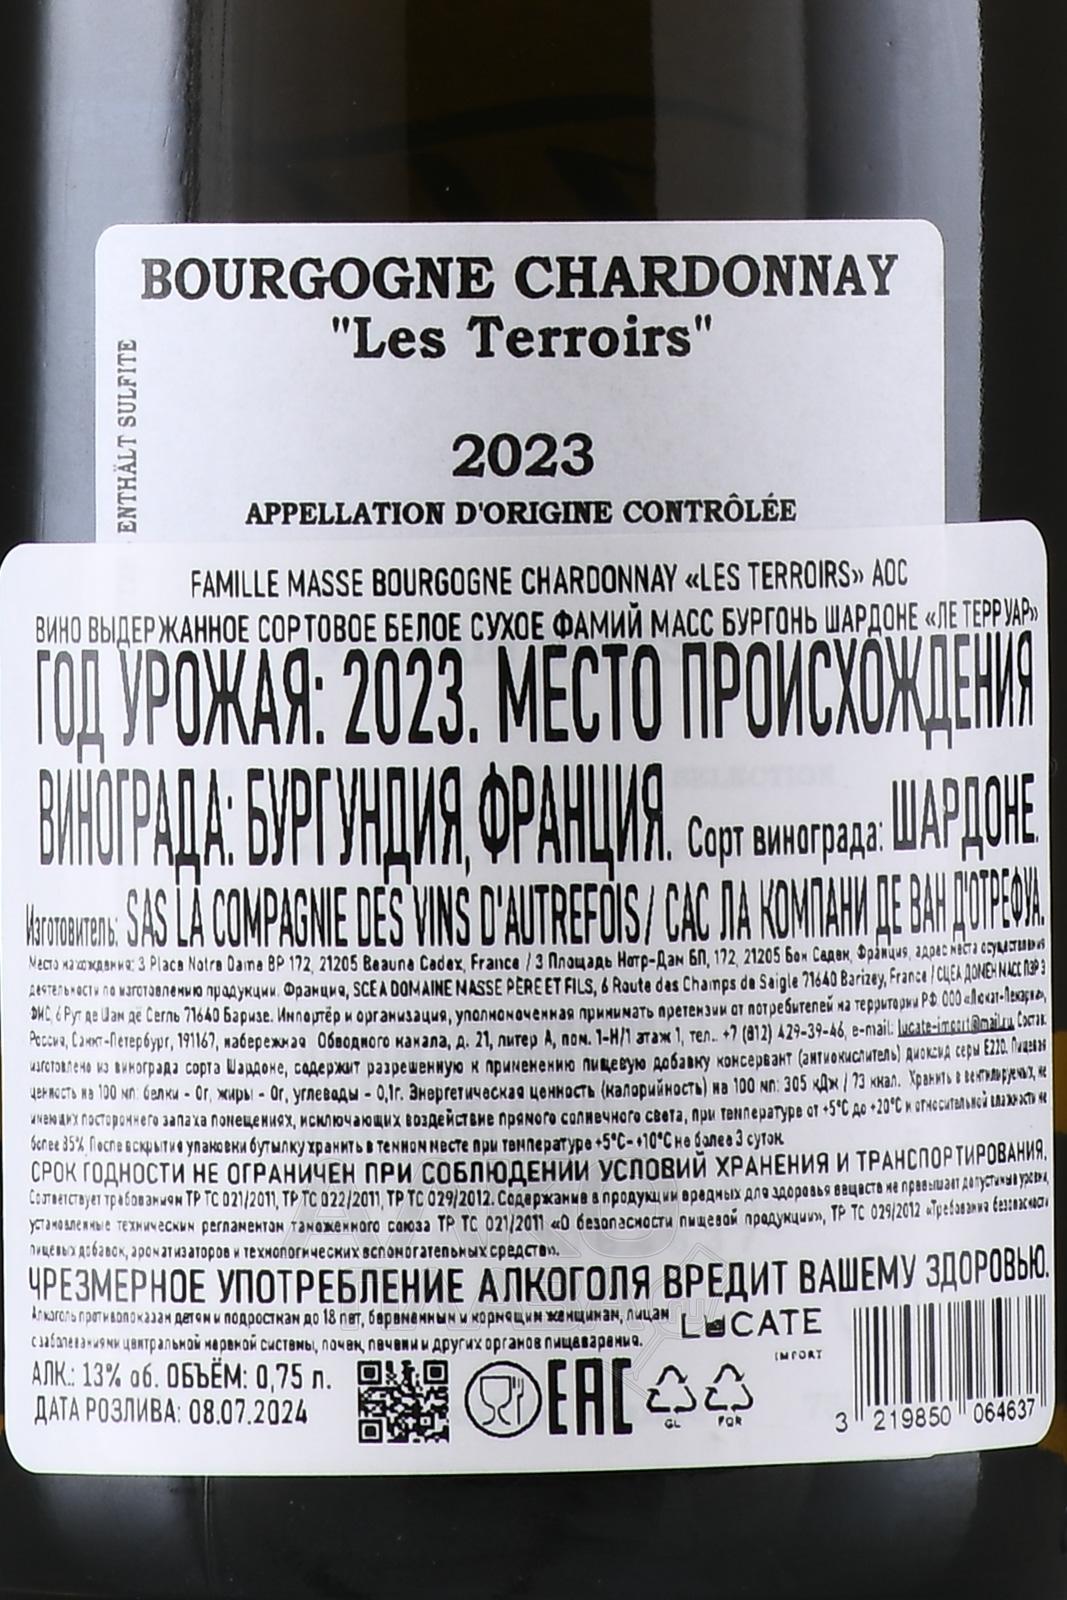 BOURGOGNE CHARDONNAY
"Les Terroirs"
ENTHÄLT SULFITE
2023
APPELLATION D'ORIGINE CONTRÔLÉE
FAMILLE MASSE BOURGOGNE CHARDONNAY «LES TERROIRS» AOC
ВИНО ВЫДЕРЖАННОЕ СОРТОВОЕ БЕЛОЕ СУХОЕ ФАМИЙ МАСС БУРГОНЬ ШАРДОНЕ «ЛЕ ТЕРРУАР»
ГОД УРОЖАЯ: 2023. МЕСТО ПРОИСХОЖДЕНИЯ
ВИНОГРАДА: БУРГУНДИЯ, ФРАНЦИЯ. Сорт винограда: ШАРДОНЕ.
Изготовитель: SAS LA COMPAGNIE DES VINS D'AUTREFOIS / САС ЛА КОМПАНИ ДЕ ВАН Д'ОТРЕФУА.
Место нахождения: 3 Place Notre Dame BP 172, 21205 Beaune Cedex, France / 3 Площадь Нотр-Дам БП, 172, 21205 Бон Седек, Франция, адрес места осуществления
деятельности по изготовлению продукции: Франция, SCEA DOMAINE MASSE PERE ET FILS, 6 Route des Champs de Saigle 71640 Barizey, France / СЦЕА ДОМЕН МАСС ПЭР Э
ФИС, 6 Рут де Шам де Сегль 71640 Баризе. Импортёр и организация, уполномоченная принимать претензии от потребителей на территории РФ: ООО «Люкат-Пекарна»,
Россия, Санкт-Петербург, 191167, набережная Обводного канала, д. 21, литер А, пом. 1-Н/1 этаж 1, тел.. +7 (812) 429-39-46, e-mail: lucate-import@mail.ru Состав:
изготовлено из винограда сорта Шардоне, содержит разрешенную к применению пищевую добавку консервант (антиокислитель) диоксид серы Е220. Пищевая
ценность на 100 мл: белки - 0г, жиры - 0г, углеводы - 0,1г. Энергетическая ценность (калорийность) на 100 мл: 305 кДж / 73 ккал. Хранить в вентилируемых, не
имеющих постороннего запаха помещениях, исключающих воздействие прямого солнечного света, при температуре от +5°С до +20°С и относительной влажности не
более 85%. После вскрытия упаковки бутылку хранить в темном месте при температуре +5°С- +10°С не более 3 суток.
СРОК ГОДНОСТИ НЕ ОГРАНИЧЕН ПРИ СОБЛЮДЕНИИ УСЛОВИЙ ХРАНЕНИЯ И ТРАНСПОРТИРОВАНИЯ.
Соответствует требованиям ТР ТС 021/2011, ТР ТС 022/2011, ТР ТС 029/2012. Содержание в продукции вредных для здоровья веществ не превышает допустимые уровни,
установленные техническим регламентом таможенного союза ТР ТС 021/2011 «О безопасности пищевой продукции», ТР ТС 029/2012 «Требования безопасности
пищевых добавок, ароматизаторов и технологических вспомогательных средств».
ЧРЕЗМЕРНОЕ УПОТРЕБЛЕНИЕ АЛКОГОЛЯ ВРЕДИТ ВАШЕМУ ЗДОРОВЬЮ.
Алкоголь противопоказан детям и подросткам до 18 лет, беременным и кормящим женщинам, лицам
с заболеваниями центральной нервной системы, почек, печени и других органов пищеварения.
LUCATE
IMPORT
АЛК.: 13% об. ОБЪЁМ: 0,75 л.
ДАТА РОЗЛИВА: 08.07.2024
EAC
GL
FOR
3 219850 064637